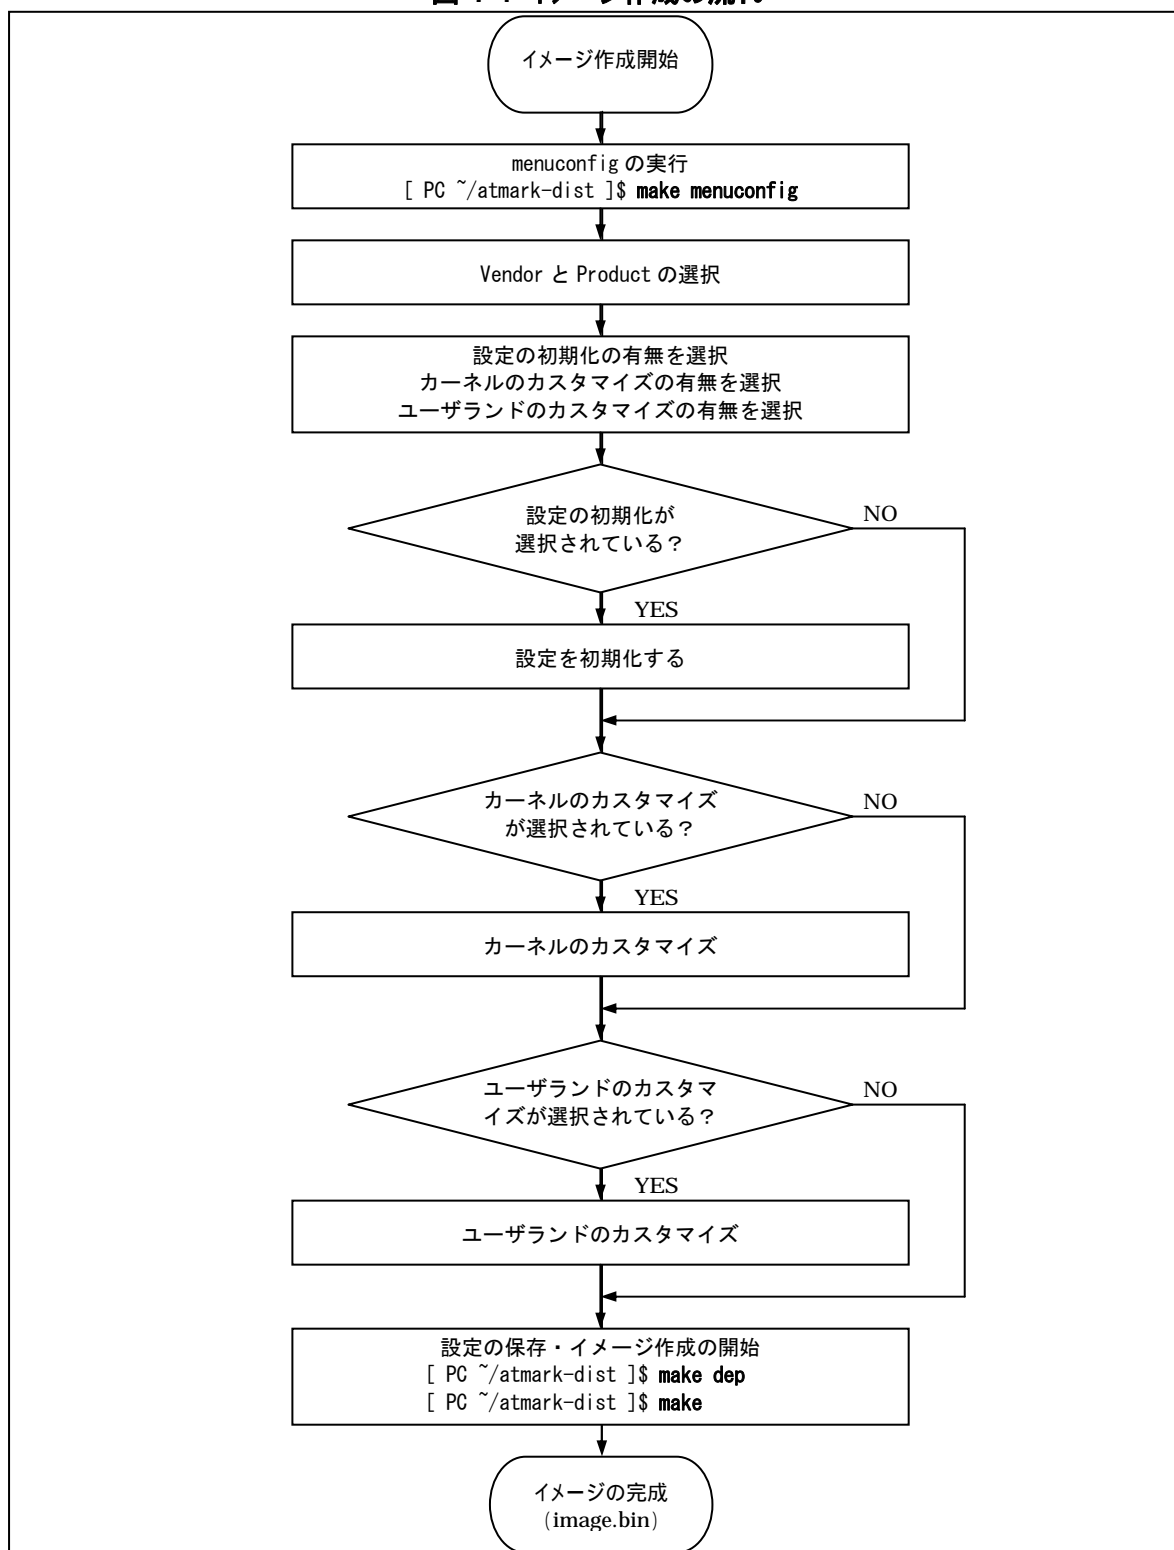 イメージ作成開始
menuconfig の実行
[ PC ~/atmark-dist ]$ make menuconfig
Vendor と Product の選択
設定の初期化の有無を選択
カーネルのカスタマイズの有無を選択
ユーザランドのカスタマイズの有無を選択
設定の初期化が
選択されている？
NO
YES
設定を初期化する
カーネルのカスタマイズ
が選択されている？
NO
YES
カーネルのカスタマイズ
ユーザランドのカスタマ
イズが選択されている？
NO
YES
ユーザランドのカスタマイズ
設定の保存・イメージ作成の開始
[ PC ~/atmark-dist ]$ make dep
[ PC ~/atmark-dist ]$ make
イメージの完成
(image.bin)